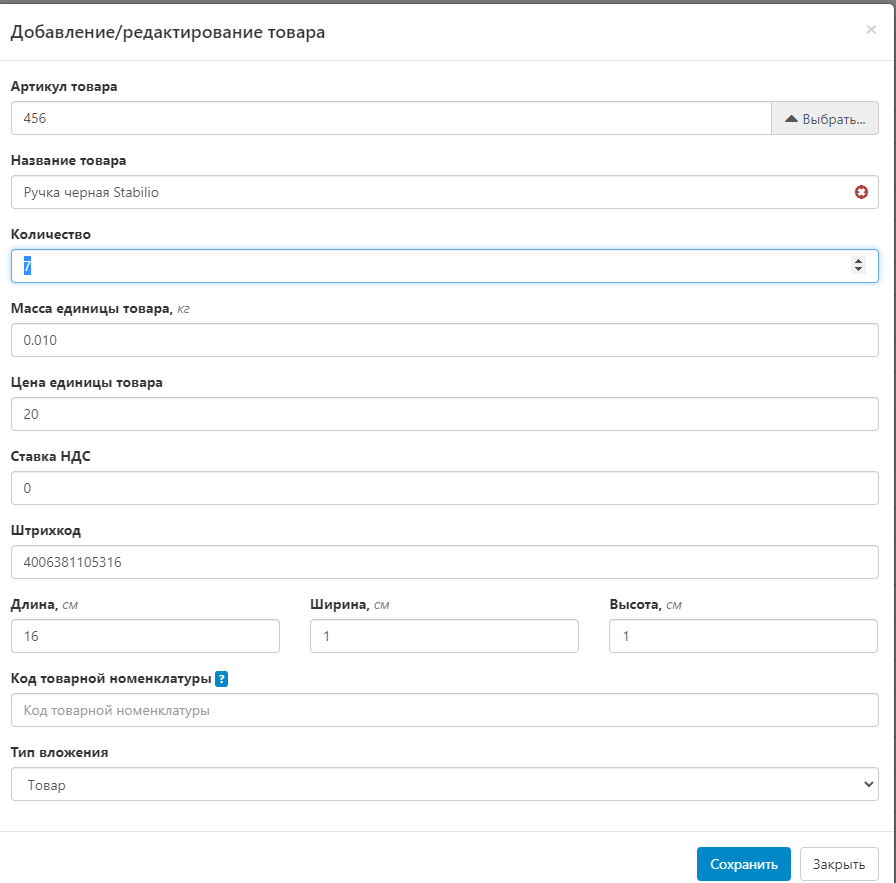 Добавление/редактирование товара ×
Артикул товара
456 Выбрать...
Название товара
Ручка черная Stabilio
Количество
7
Масса единицы товара, кг
0.010
Цена единицы товара
20
Ставка НДС
0
Штрихкод
4006381105316
Длина, см Ширина, см Высота, см
16 1 1
Код товарной номенклатуры ?
Код товарной номенклатуры
Тип вложения
Товар
Сохранить Закрыть